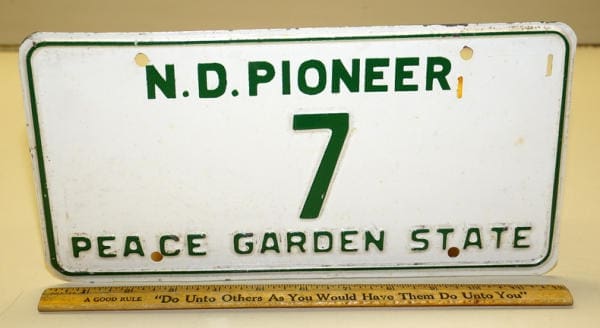 N.D. PIONEER
7
PEACE GARDEN STATE
A GOOD RULE "Do Unto Others As You Would Have Them Do Unto You"